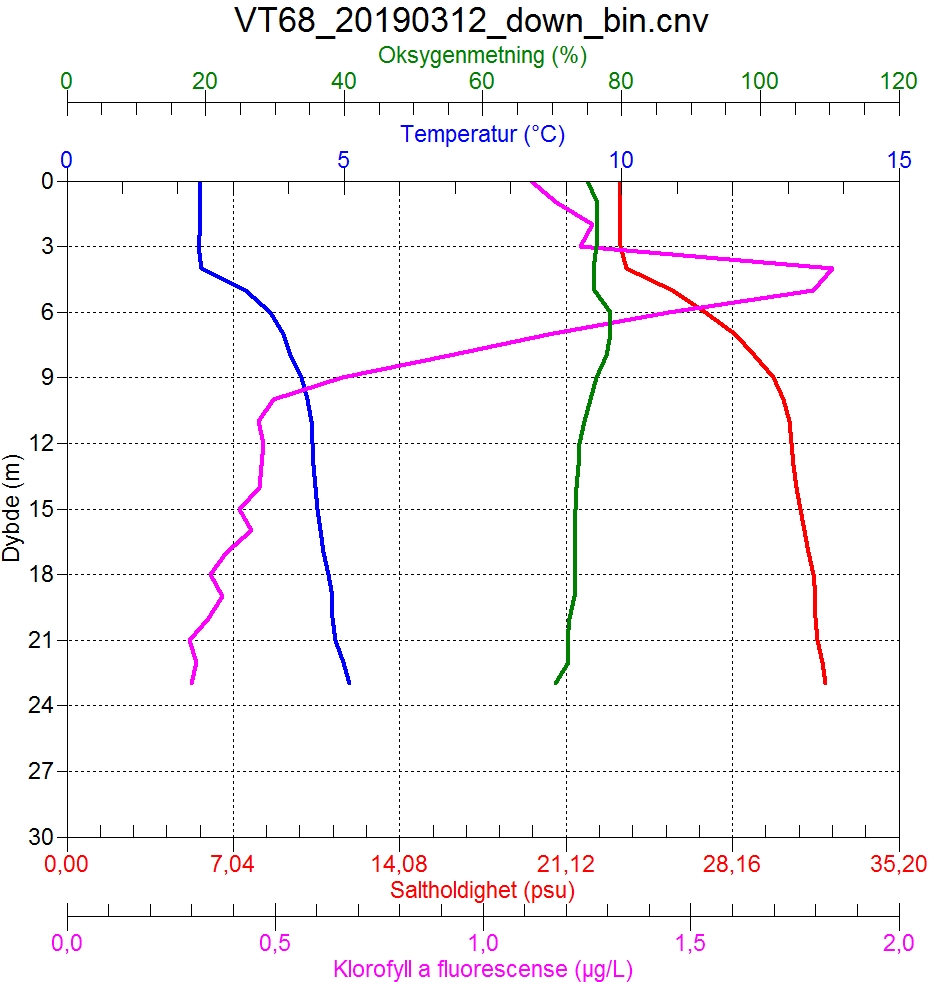 VT68_20190312_down_bin.cnv
Oksygenmetning (%)
0 20 40 60 80 100 120
Temperatur (°C)
0 5 10 15
0
3
6
9
12
15
18
21
24
27
30
Dybde (m)
0,00 7,04 14,08 21,12 28,16 35,20
Saltholdighet (psu)
0,0 0,5 1,0 1,5 2,0
Klorofyll a fluorescense (µg/L)